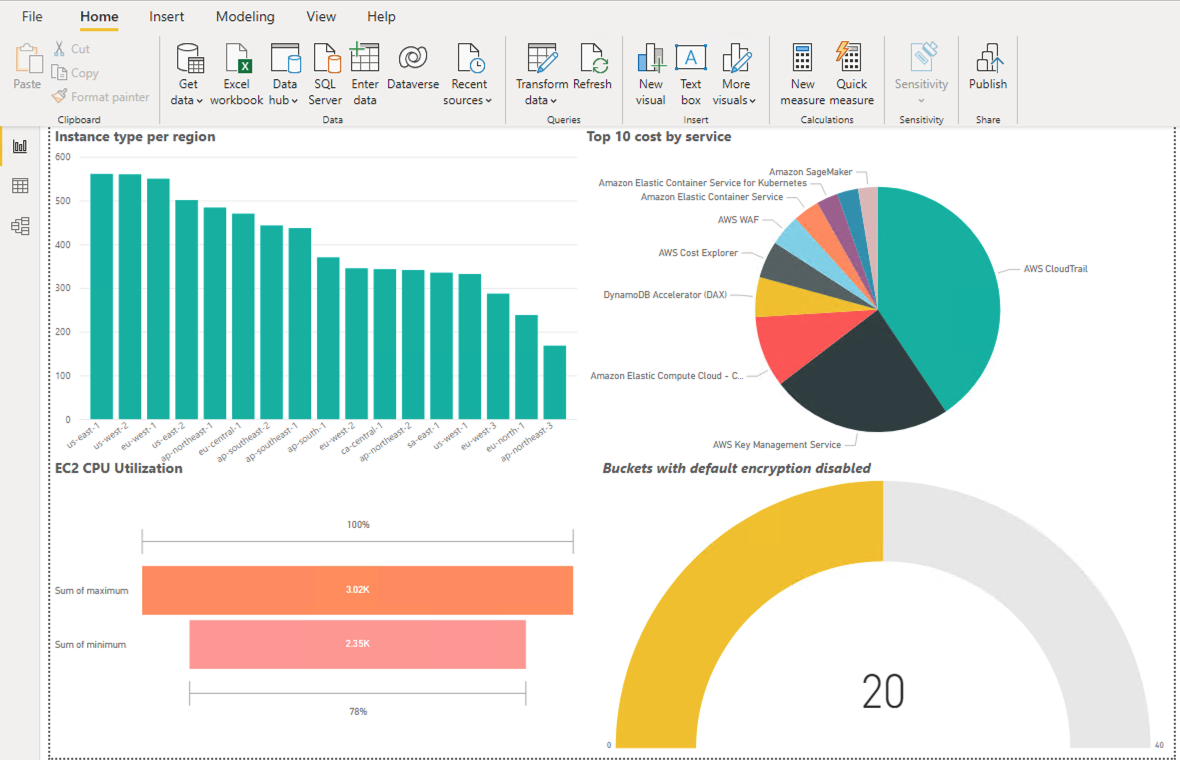 File Home Insert Modeling View Help
Paste
Cut
Copy
Format painter
Clipboard
Get data
Excel workbook
Data hub
SQL Server
Enter data
Dataverse
Recent sources
Data
Transform data
Refresh
Queries
New visual
Text box
More visuals
Insert
New measure
Quick measure
Calculations
Sensitivity
Sensitivity
Publish
Share
Instance type per region
600
500
400
300
200
100
0
us-east-1
us-west-2
eu-west-1
us-east-2
ap-northeast-1
eu-central-1
ap-southeast-2
ap-southeast-1
ap-south-1
eu-west-2
ca-central-1
ap-northeast-2
sa-east-1
us-west-1
eu-west-3
eu-north-1
ap-northeast-3
Top 10 cost by service
Amazon SageMaker
Amazon Elastic Container Service for Kubernetes
Amazon Elastic Container Service
AWS WAF
AWS Cost Explorer
DynamoDB Accelerator (DAX)
Amazon Elastic Compute Cloud - C...
AWS Key Management Service
AWS CloudTrail
EC2 CPU Utilization
100%
Sum of maximum
3.02K
Sum of minimum
2.35K
78%
Buckets with default encryption disabled
20
0
40